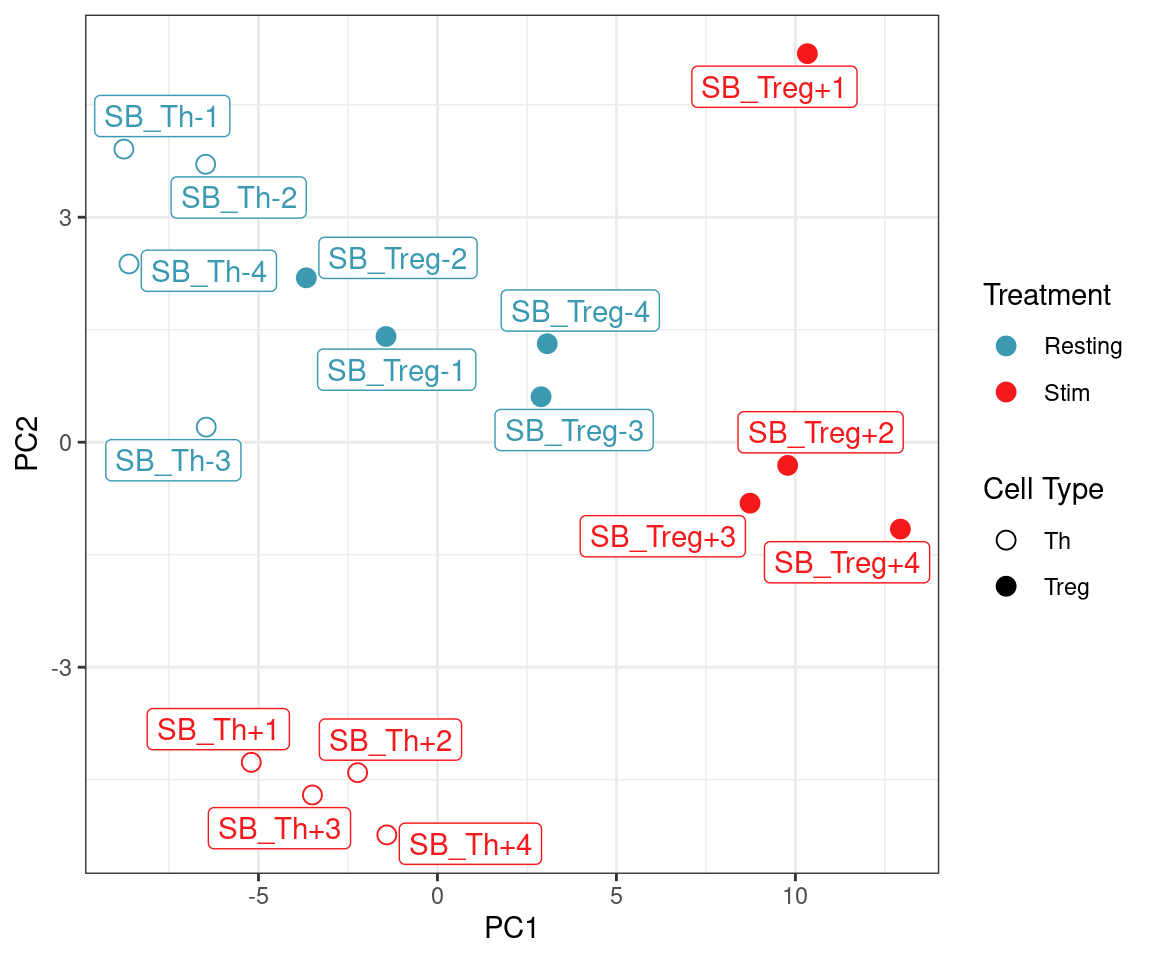 SB_Treg+1
SB_Th-1
SB_Th-2
SB_Treg-2
SB_Th-4
SB_Treg-4
SB_Treg-1
SB_Treg-3
SB_Treg+2
SB_Th-3
SB_Treg+3
SB_Treg+4
SB_Th+1
SB_Th+2
SB_Th+3
SB_Th+4
3
0
-3
PC2
-5
0
5
10
PC1
Treatment
Resting
Stim
Cell Type
Th
Treg